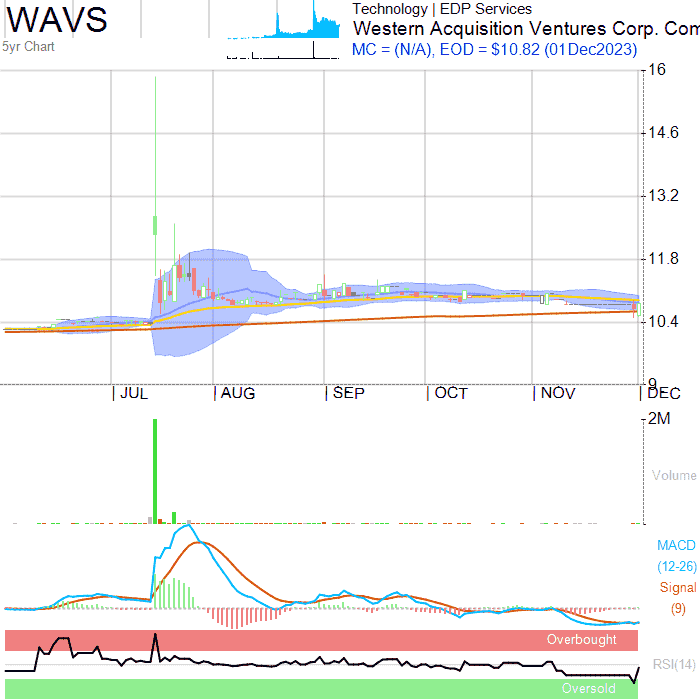 WAVS
5yr Chart
Technology | EDP Services
Western Acquisition Ventures Corp. Com
MC = (N/A), EOD = $10.82 (01Dec2023)
16
14.6
13.2
11.8
10.4
9
JUL AUG SEP OCT NOV DEC
2M
Volume
MACD
(12-26)
Signal
(9)
Overbought
RSI(14)
Oversold